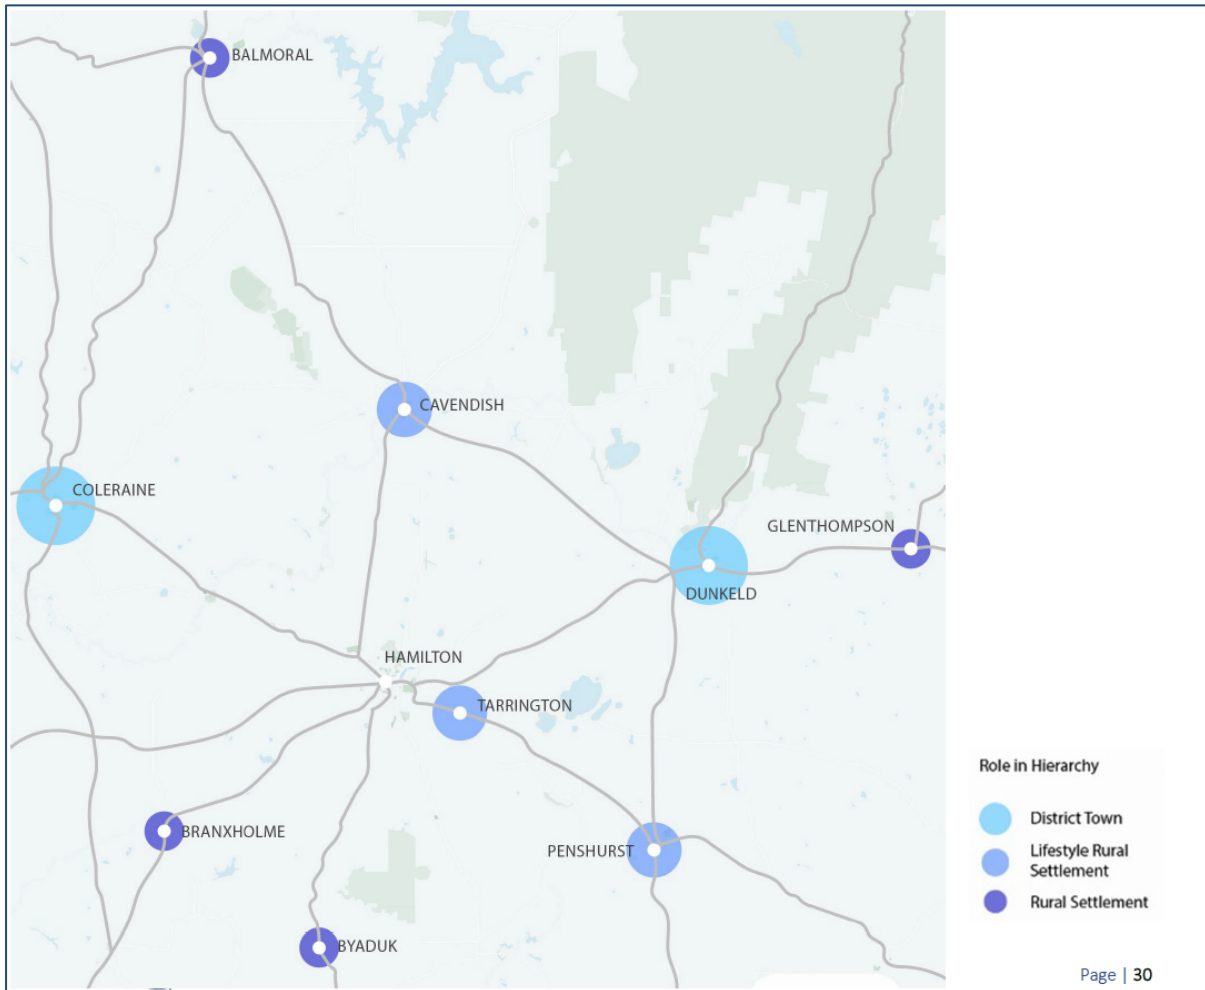 BALMORAL
CAVENDISH
COLERAINE
GLENTHOMPSON
DUNKELD
HAMILTON
TARRINGTON
BRANXHOLME
PENSHURST
BYADUK
Role in Hierarchy
District Town
Lifestyle Rural
Settlement
Rural Settlement
Page | 30